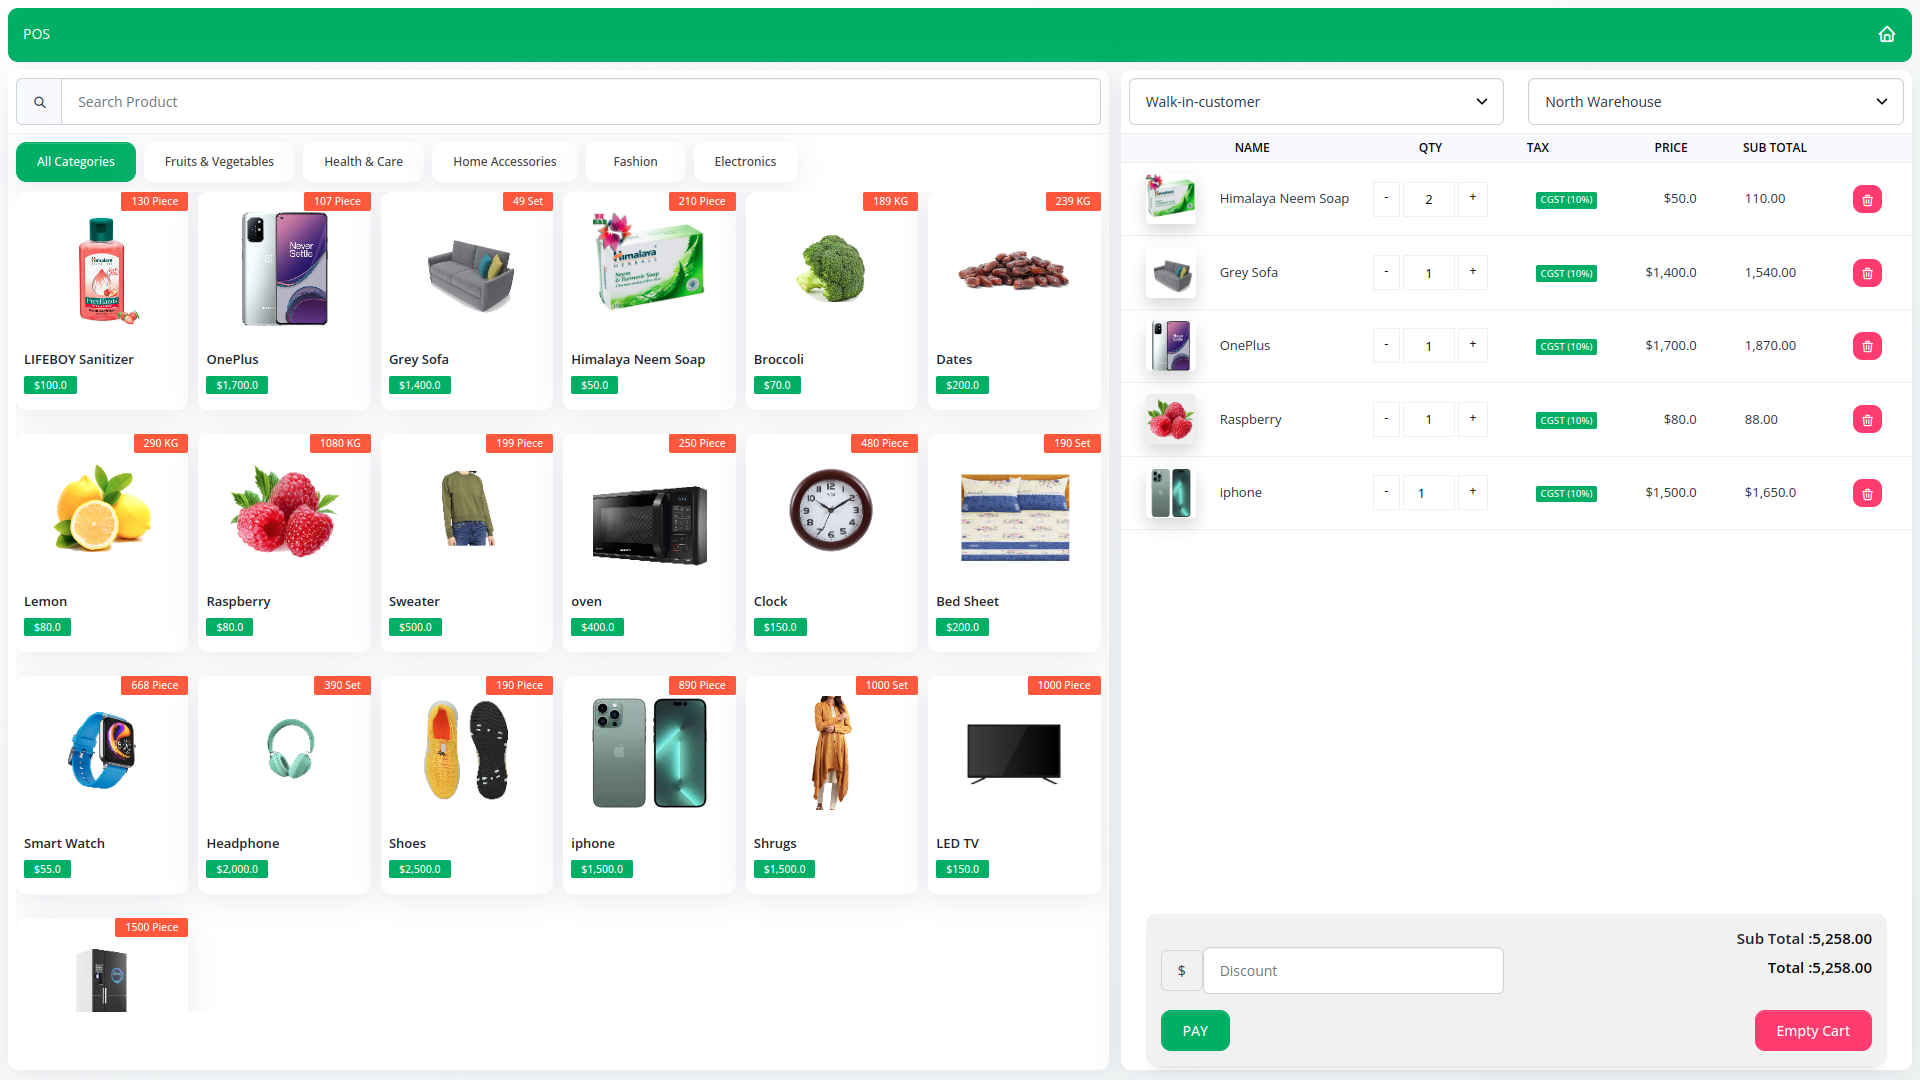 POS
Search Product
Walk-in-customer
North Warehouse
All Categories
Fruits & Vegetables
Health & Care
Home Accessories
Fashion
Electronics
130 Piece
LIFEBOY Sanitizer
$100.0
107 Piece
Never
Settle
OnePlus
$1,700.0
49 Set
Grey Sofa
$1,400.0
210 Piece
Himalaya
HERBALS
Neem
& Turmeric Soap
Himalaya Neem Soap
$50.0
189 KG
Broccoli
$70.0
239 KG
Dates
$200.0
290 KG
Lemon
$80.0
1080 KG
Raspberry
$80.0
199 Piece
Sweater
$500.0
250 Piece
oven
$400.0
480 Piece
Clock
$150.0
190 Set
Bed Sheet
$200.0
668 Piece
Smart Watch
$55.0
390 Set
Headphone
$2,000.0
190 Piece
Shoes
$2,500.0
890 Piece
iphone
$1,500.0
1000 Set
Shrugs
$1,500.0
1000 Piece
LED TV
$150.0
1500 Piece
NAME QTY TAX PRICE SUB TOTAL
Himalaya Neem Soap - 2 + CGST (10%) $50.0 110.00
Grey Sofa - 1 + CGST (10%) $1,400.0 1,540.00
OnePlus - 1 + CGST (10%) $1,700.0 1,870.00
Raspberry - 1 + CGST (10%) $80.0 88.00
iphone - 1 + CGST (10%) $1,500.0 $1,650.0
Sub Total :5,258.00
Total :5,258.00
$ Discount
PAY
Empty Cart